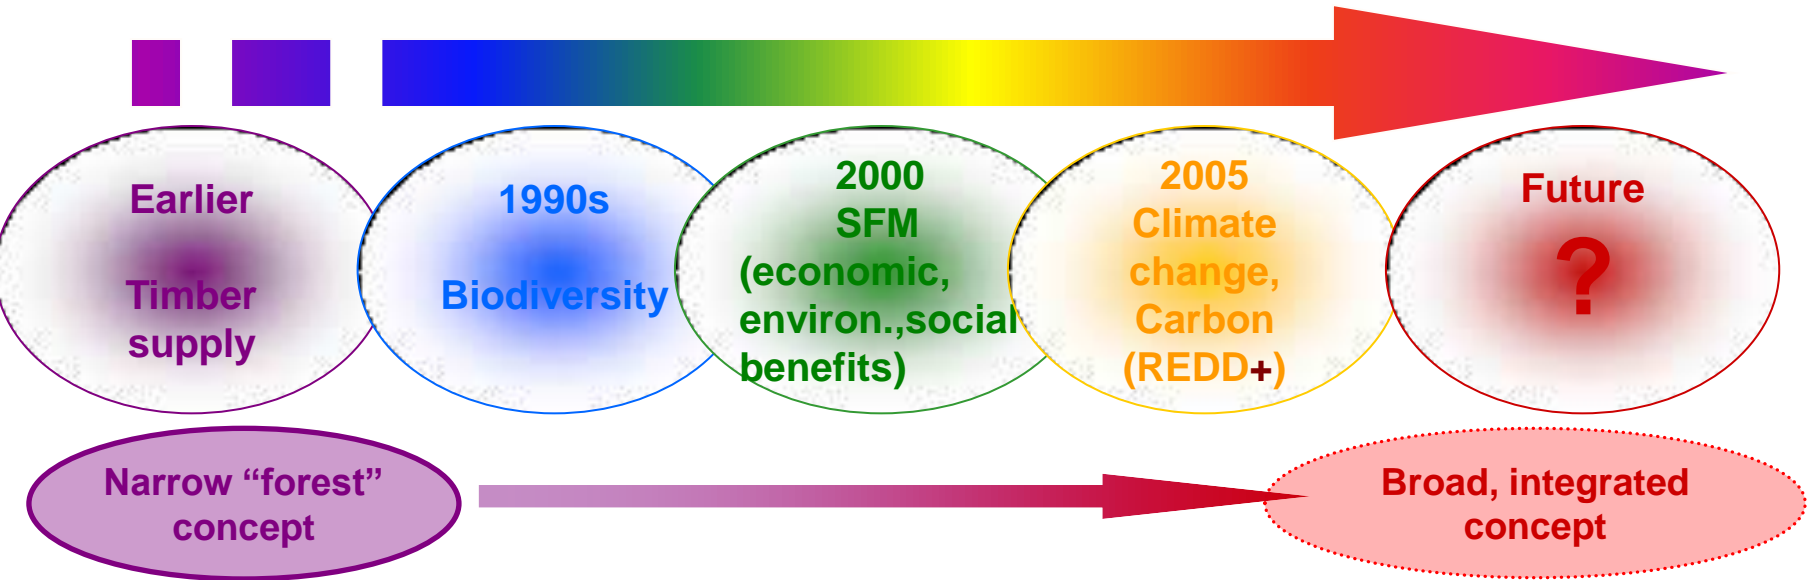 Earlier
Timber
supply
1990s
Biodiversity
2000
SFM
(economic,
environ.,social
benefits)
2005
Climate
change,
Carbon
(REDD+)
Future
?
Narrow “forest”
concept
Broad, integrated
concept